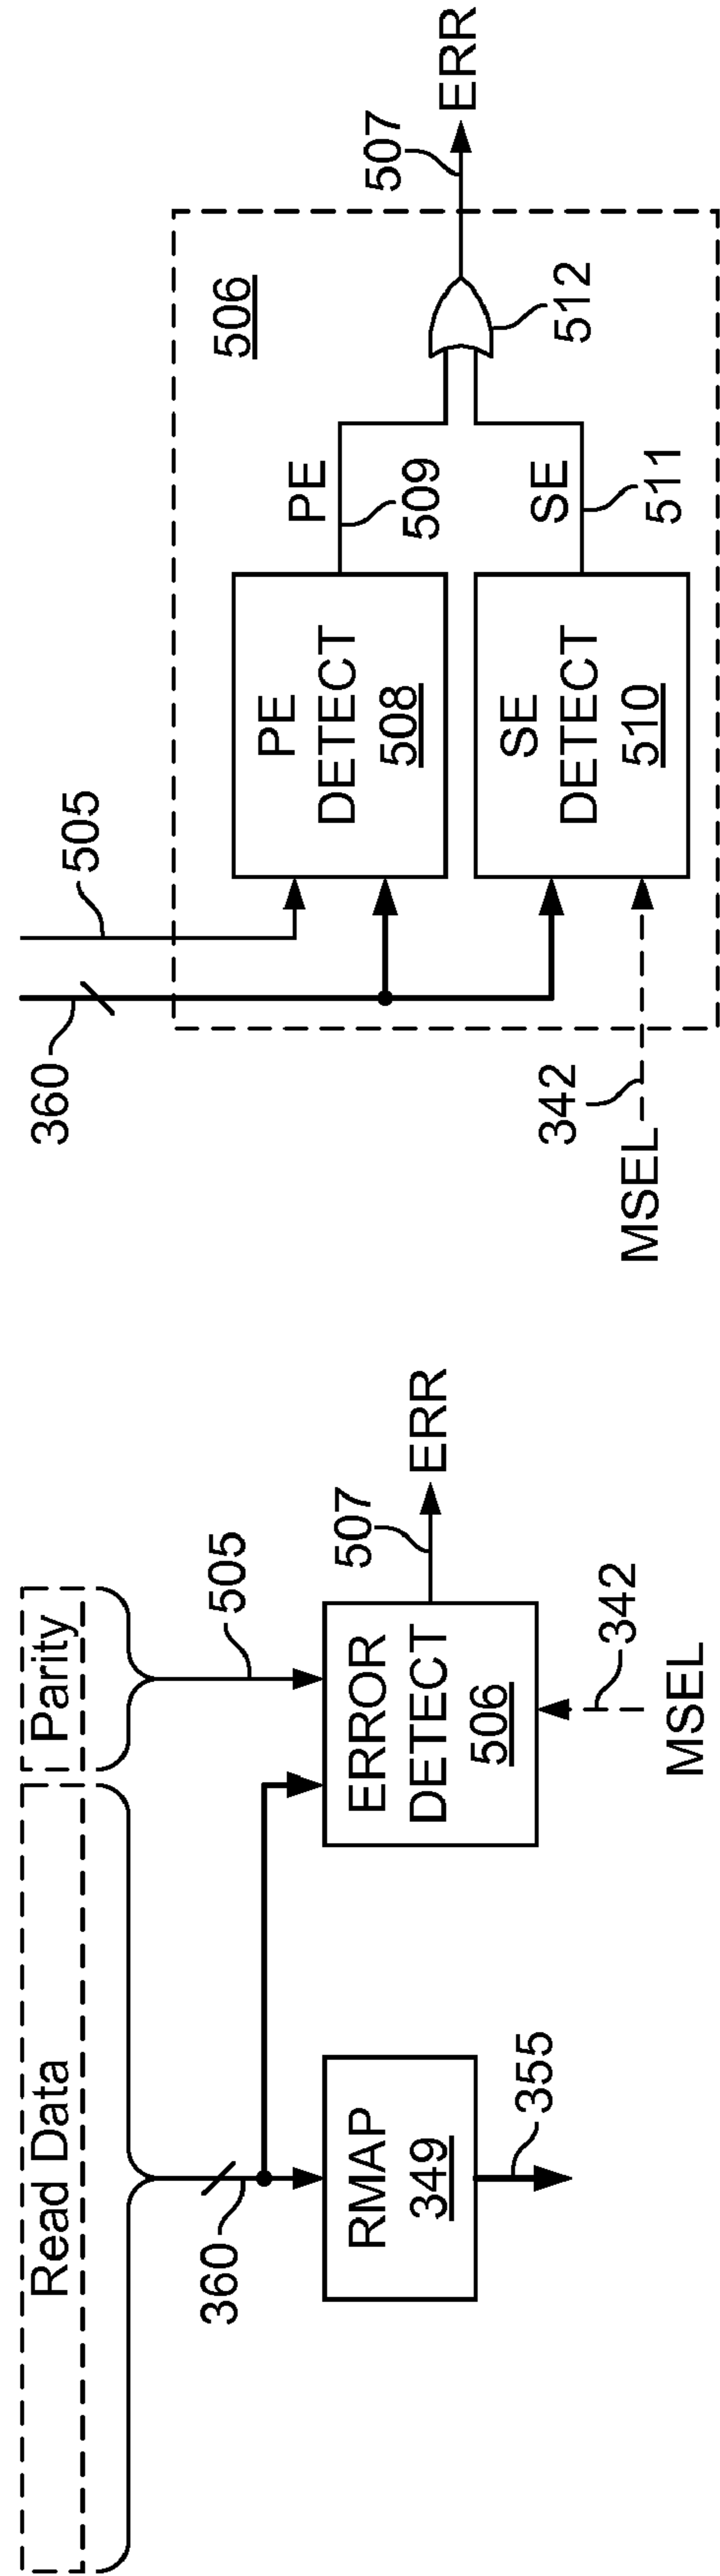 Read Data
Parity
360
505
RMAP
349
355
ERROR
DETECT
506
507
ERR
342
MSEL
360
505
506
PE
DETECT
508
PE
509
SE
DETECT
510
SE
511
512
507
ERR
342
MSEL